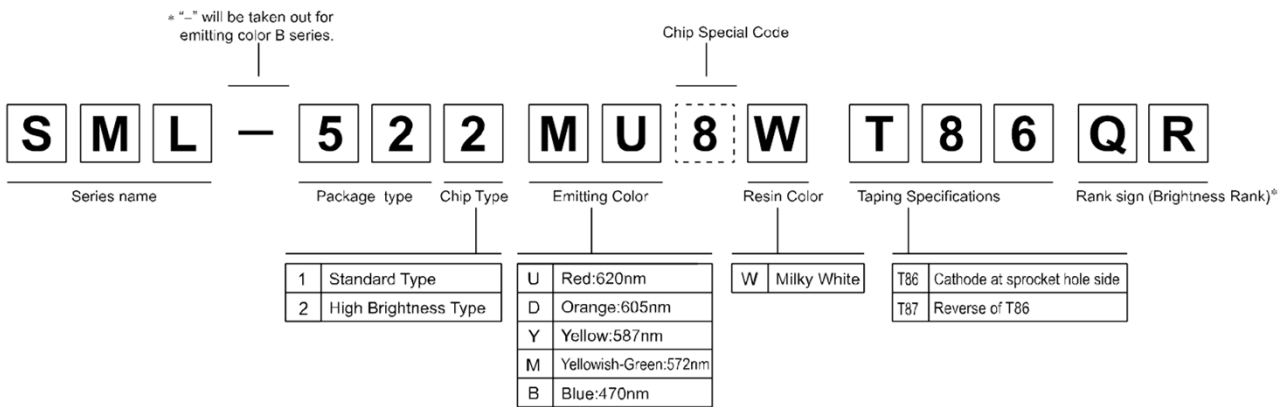 * “–” will be taken out for
emitting color B series.
Chip Special Code
S M L – 5 2 2 M U 8 W T 8 6 Q R
Series name Package type Chip Type Emitting Color Resin Color Taping Specifications Rank sign (Brightness Rank)*
1 Standard Type
2 High Brightness Type
U Red:620nm
D Orange:605nm
Y Yellow:587nm
M Yellowish-Green:572nm
B Blue:470nm
W Milky White
T86 Cathode at sprocket hole side
T87 Reverse of T86